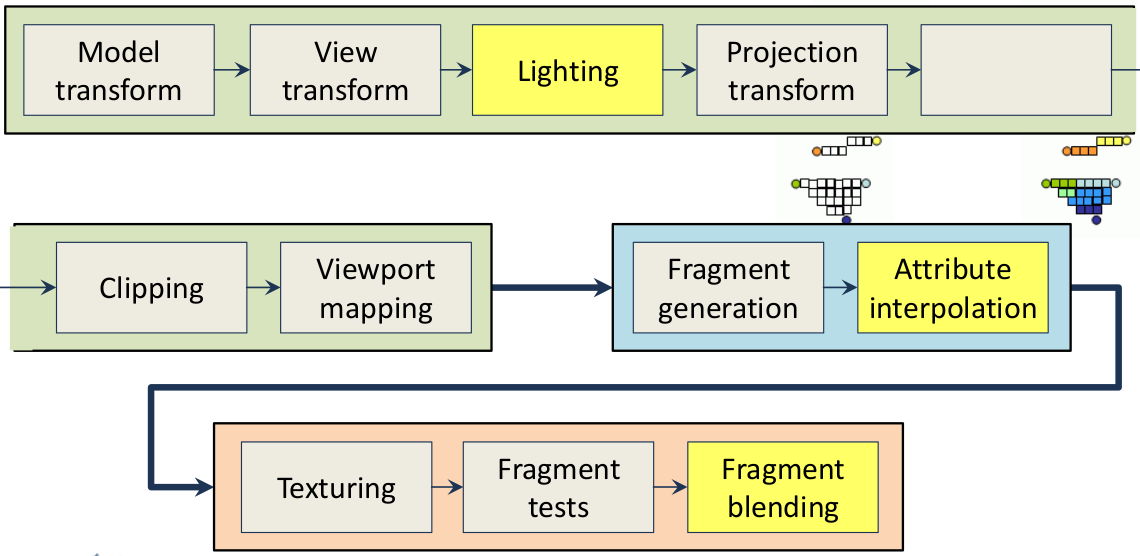 Model
transform
View
transform
Lighting
Projection
transform
Clipping
Viewport
mapping
Fragment
generation
Attribute
interpolation
Texturing
Fragment
tests
Fragment
blending